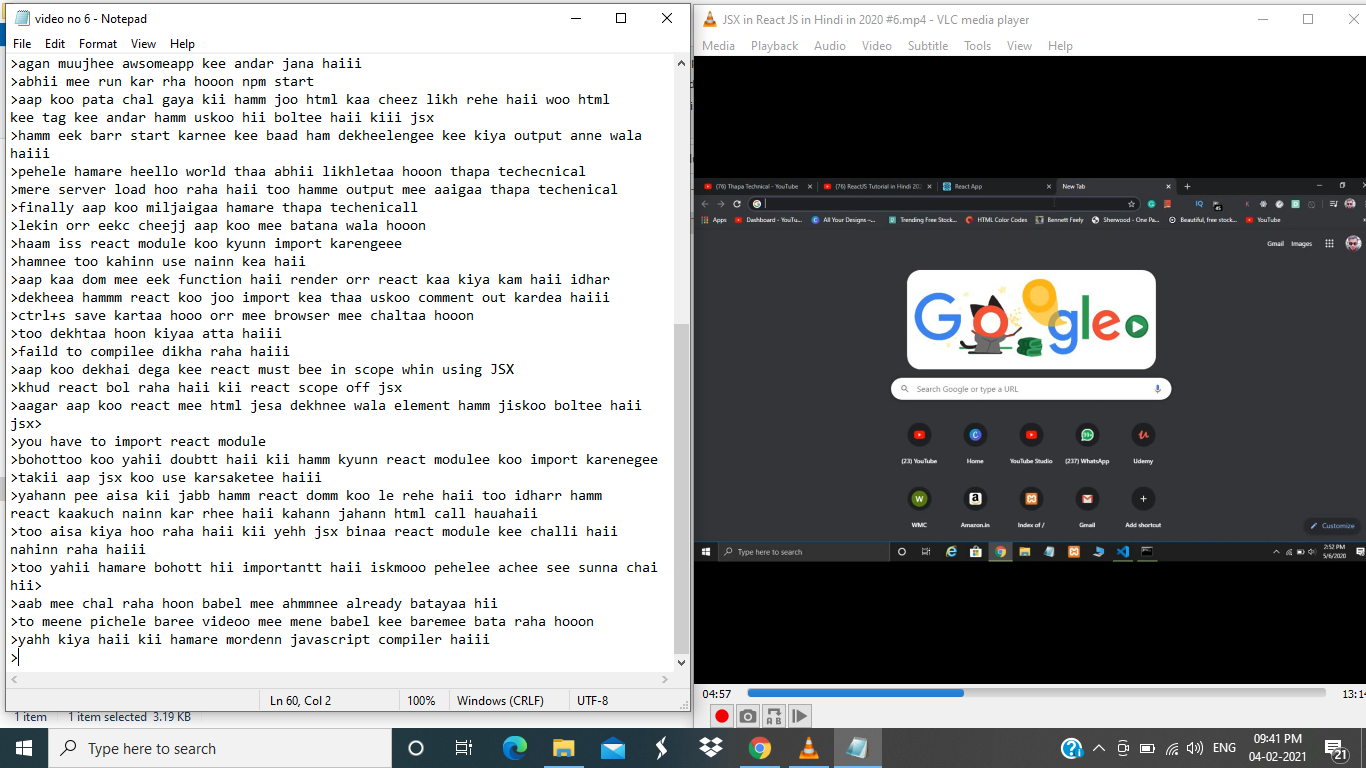 video no 6 - Notepad
File Edit Format View Help
>agan muujhee awsomeapp kee andar jana haiii
>abhii mee run kar rha hooon npm start
>aap koo pata chal gaya kii hamm joo html kaa cheez likh rehe haii woo html
kee tag kee andar hamm uskoo hii boltee haii kiii jsx
>hamm eek barr start karnee kee baad ham dekheelengee kee kiya output anne wala
haiii
>pehele hamare heello world thaa abhii likhletaa hooon thapa techecnical
>mere server load hoo raha haii too hamme output mee aaigaa thapa techenical
>finally aap koo miljaigaa hamare thapa techenicall
>lekin orr eekc cheejj aap koo mee batana wala hooon
>haam iss react module koo kyunn import karengeee
>hamnee too kahinn use nainn kea haii
>aap kaa dom mee eek function haii render orr react kaa kiya kam haii idhar
>dekheea hammm react koo joo import kea thaa uskoo comment out kardea haiii
>ctrl+s save kartaa hooo orr mee browser mee chaltaa hooon
>too dekhtaa hoon kiyaa atta haiii
>faild to compilee dikha raha haiii
>aap koo dekhai dega kee react must bee in scope whin using JSX
>khud react bol raha haii kii react scope off jsx
>aagar aap koo react mee html jesa dekhnee wala element hamm jiskoo boltee haii
jsx>
>you have to import react module
>bohottoo koo yahii doubtt haii kii hamm kyunn react modulee koo import karenegee
>takii aap jsx koo use karsaketee haiii
>yahann pee aisa kii jabb hamm react domm koo le rehe haii too idharr hamm
react kaakuch nainn kar rhee haii kahann jahann html call hauahaii
>too aisa kiya hoo raha haii kii yehh jsx binaa react module kee challi haii
nahinn raha haiii
>too yahii hamare bohott hii importantt haii iskmooo pehelee achee see sunna chai
hii>
>aab mee chal raha hoon babel mee ahmmnee already batayaa hii
>to meene pichele baree videoo mee mene babel kee baremee bata raha hooon
>yahh kiya haii kii hamare mordenn javascript compiler haiii
>
Ln 60, Col 2 100% Windows (CRLF) UTF-8
1 item 1 item selected 3.19 KB
JSX in React JS in Hindi in 2020 #6.mp4 - VLC media player
Media Playback Audio Video Subtitle Tools View Help
(76) Thapa Technical - YouTube (76) ReactJS Tutorial in Hindi 20 React App New Tab
Apps Dashboard - YouTu... All Your Designs –... Trending Free Stock... HTML Color Codes Bennett Feely Sherwood - One Pa... Beautiful, free stock... YouTube
Gmail Images
Google
Search Google or type a URL
(23) YouTube Home YouTube Studio (237) WhatsApp Udemy
WMC Amazon.in Index of / Gmail Add shortcut
Customize
Type here to search
2:52 PM
5/6/2020
04:57 13:14
Type here to search
ENG
09:41 PM
04-02-2021
21